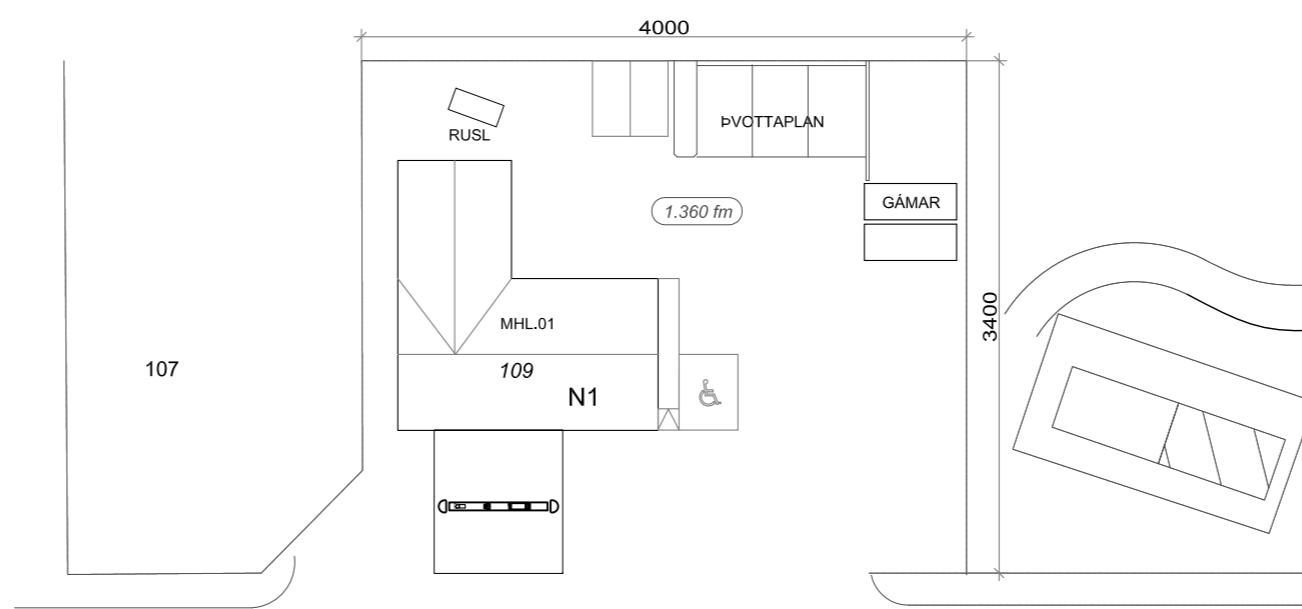 4000
RUSL
ÞVOTTAPLAN
1.360 fm
GÁMAR
3400
MHL.01
107
109
N1